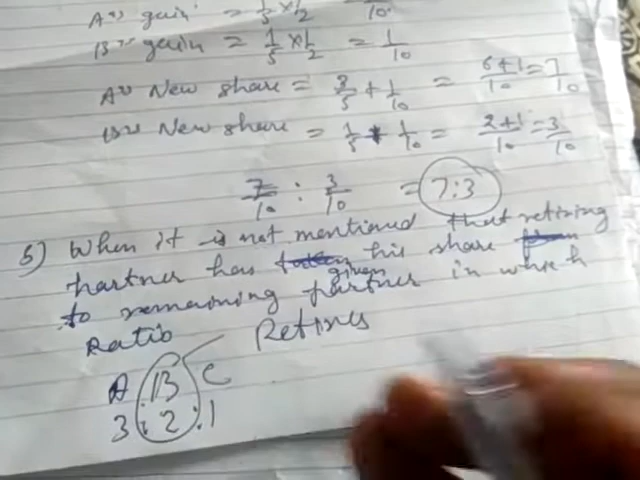 A's gain = 1/5 × 1/2 = 1/10
B's gain = 1/5 × 1/2 = 1/10
A's New share = 3/5 + 1/10 = 6+1/10 = 7/10
B's New share = 1/5 + 1/10 = 2+1/10 = 3/10
7/10 : 3/10 = 7:3
5) When it is not mentioned that retiring
partner has given his share
to remaining partner in which
Ratio
Retires
A B C
3 : 2 : 1